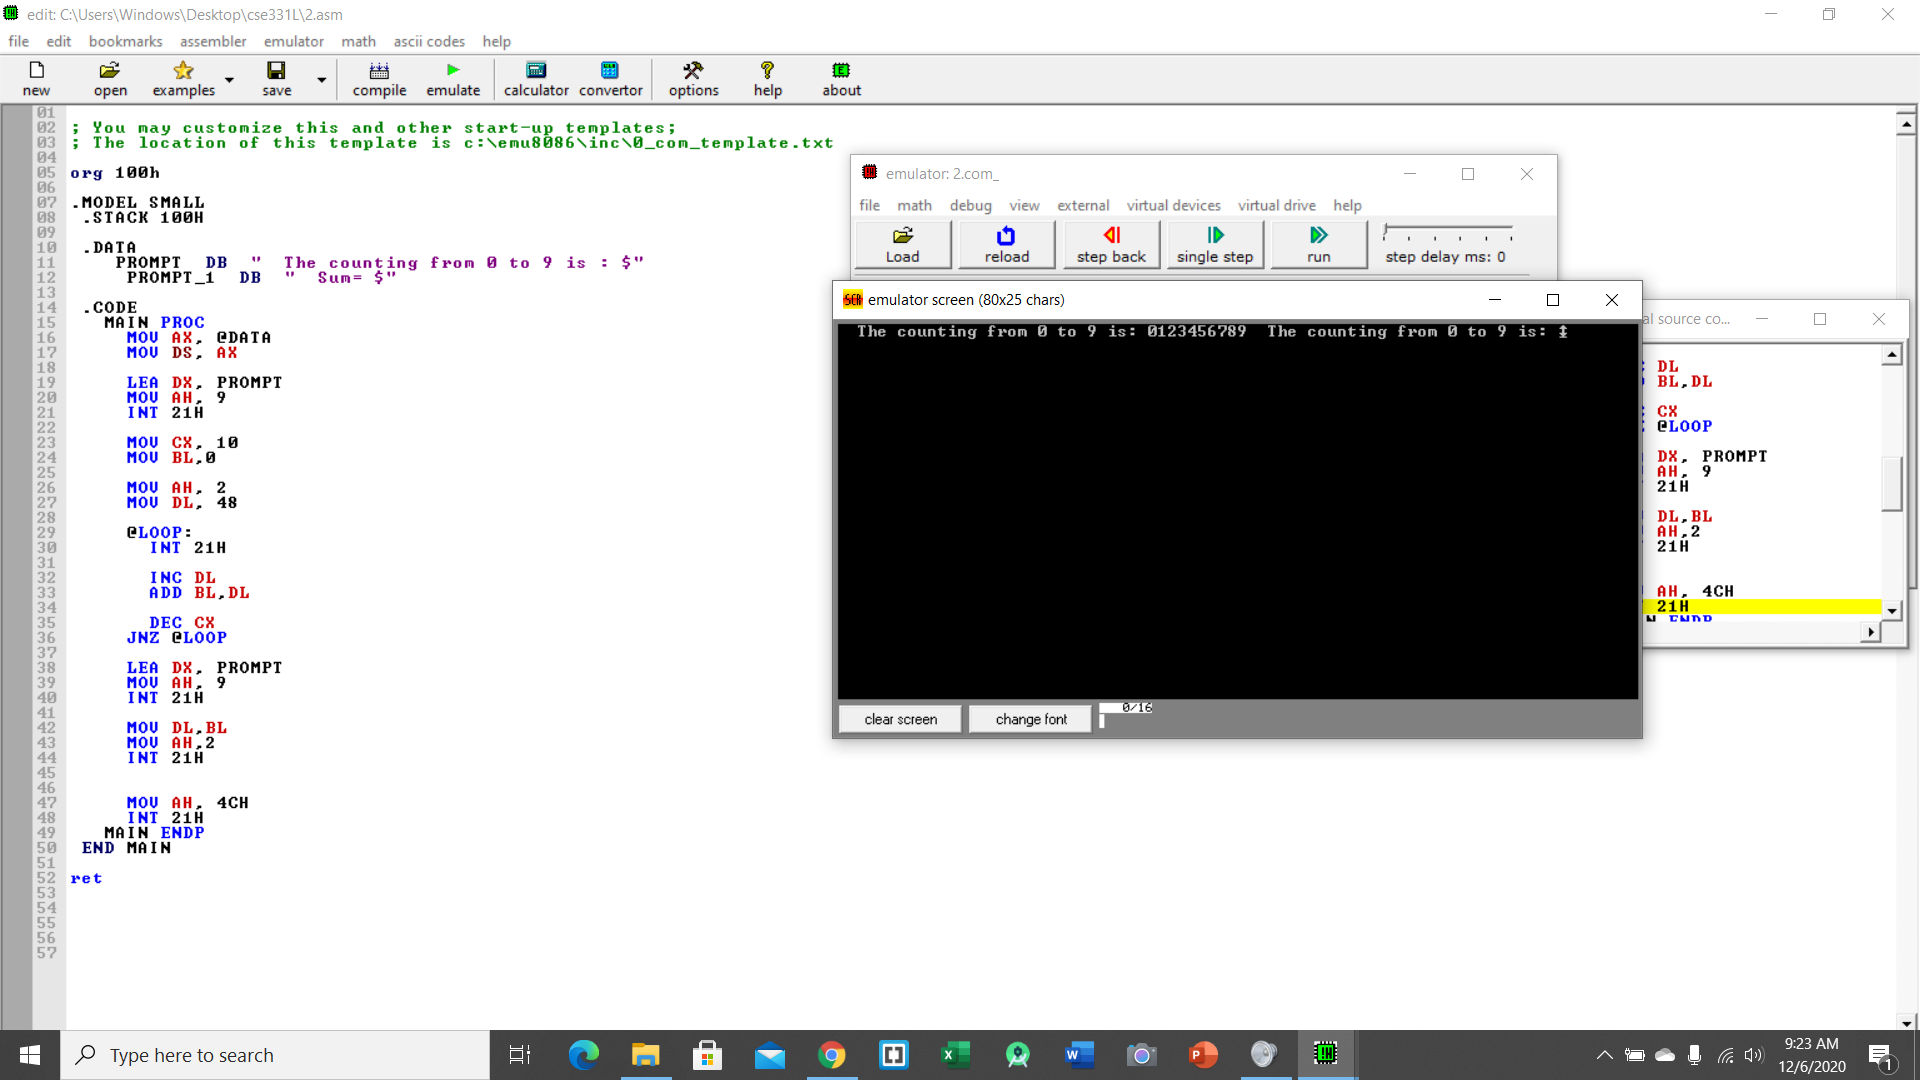 edit: C:\Users\Windows\Desktop\cse331L\2.asm
file edit bookmarks assembler emulator math ascii codes help
new open examples save compile emulate calculator convertor options help about
01
02 ; You may customize this and other start-up templates;
03 ; The location of this template is c:\emu8086\inc\0_com_template.txt
04
05 org 100h
06
07 .MODEL SMALL
08 .STACK 100H
09
10 .DATA
11 PROMPT DB " The counting from 0 to 9 is : $"
12 PROMPT_1 DB " Sum= $"
13
14 .CODE
15 MAIN PROC
16 MOV AX, @DATA
17 MOV DS, AX
18
19 LEA DX, PROMPT
20 MOV AH, 9
21 INT 21H
22
23 MOV CX, 10
24 MOV BL,0
25
26 MOV AH, 2
27 MOV DL, 48
28
29 @LOOP:
30 INT 21H
31
32 INC DL
33 ADD BL,DL
34
35 DEC CX
36 JNZ @LOOP
37
38 LEA DX, PROMPT
39 MOV AH, 9
40 INT 21H
41
42 MOV DL,BL
43 MOV AH,2
44 INT 21H
45
46
47 MOV AH, 4CH
48 INT 21H
49 MAIN ENDP
50 END MAIN
51
52 ret
53
54
55
56
57
emulator: 2.com_
file math debug view external virtual devices virtual drive help
Load reload step back single step run step delay ms: 0
emulator screen (80x25 chars)
The counting from 0 to 9 is: 0123456789 The counting from 0 to 9 is: ↨
clear screen change font 0/16
al source co...
DL
BL,DL
CX
@LOOP
DX, PROMPT
AH, 9
21H
DL,BL
AH,2
21H
AH, 4CH
21H
N ENDP
Type here to search
9:23 AM
12/6/2020
1